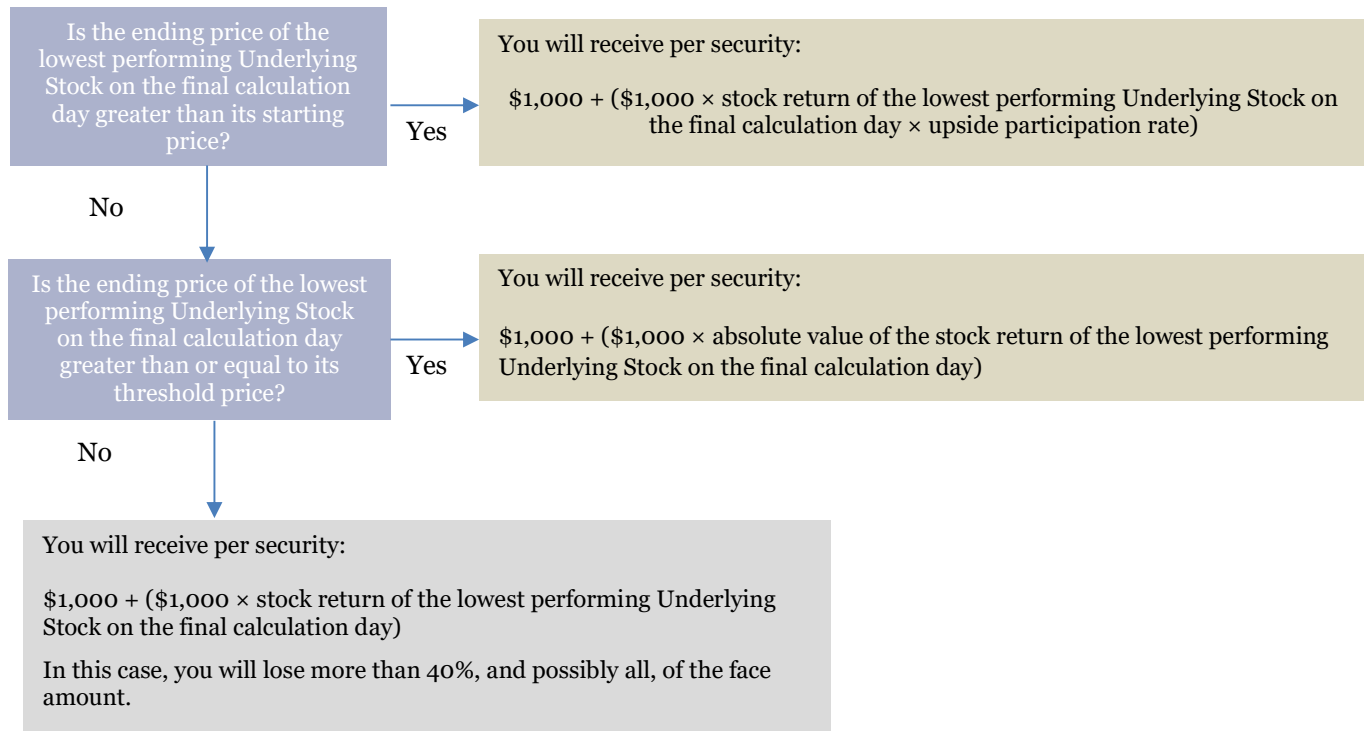 Is the ending price of the
lowest performing Underlying
Stock on the final calculation
day greater than its starting
price?
Yes
You will receive per security:
$1,000 + ($1,000 × stock return of the lowest performing Underlying Stock on
the final calculation day × upside participation rate)
No
Is the ending price of the lowest
performing Underlying Stock
on the final calculation day
greater than or equal to its
threshold price?
Yes
You will receive per security:
$1,000 + ($1,000 × absolute value of the stock return of the lowest performing
Underlying Stock on the final calculation day)
No
You will receive per security:
$1,000 + ($1,000 × stock return of the lowest performing Underlying
Stock on the final calculation day)
In this case, you will lose more than 40%, and possibly all, of the face
amount.